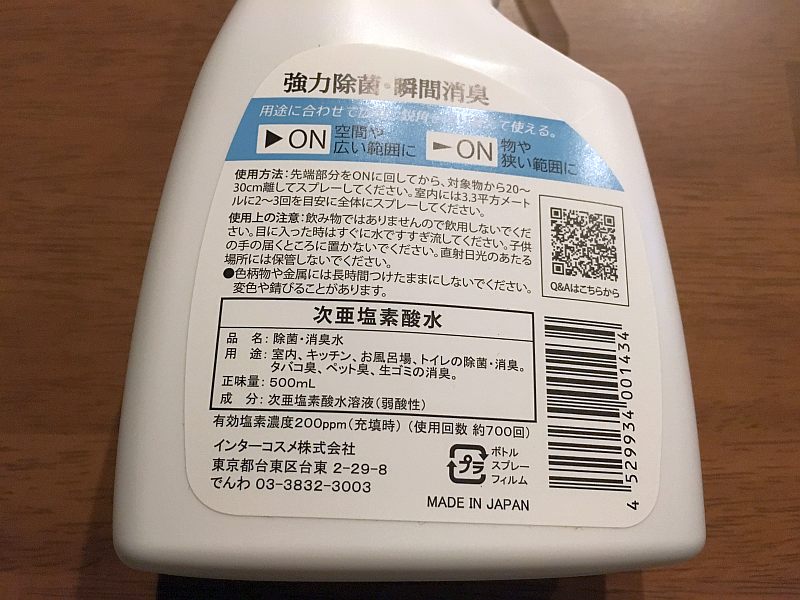 強力除菌・瞬間消臭
用途に合わせて
使える。
▶ON 空間や
広い範囲に
ON 物や
狭い範囲に
使用方法：先端部分をONに回してから、対象物から20〜
30cm離してスプレーしてください。室内には3.3平方メート
ルに2〜3回を目安に全体にスプレーしてください。
使用上の注意：飲み物ではありませんので飲用しないでくだ
さい。目に入った時はすぐに水ですすぎ流してください。子供
の手の届くところに置かないでください。直射日光のあたる
場所には保管しないでください。
●色柄物や金属には長時間つけたままにしないでください。
変色や錆びることがあります。
Q&Aはこちらから
次亜塩素酸水
品　名：除菌・消臭水
用　途：室内、キッチン、お風呂場、トイレの除菌・消臭。
タバコ臭、ペット臭、生ゴミの消臭。
正味量：500mL
成　分：次亜塩素酸水溶液（弱酸性）
有効塩素濃度200ppm（充填時）（使用回数 約700回）
インターコスメ株式会社
東京都台東区台東 2-29-8
でんわ 03-3832-3003
プラ
ボトル
スプレー
フィルム
MADE IN JAPAN
4 529934 001434